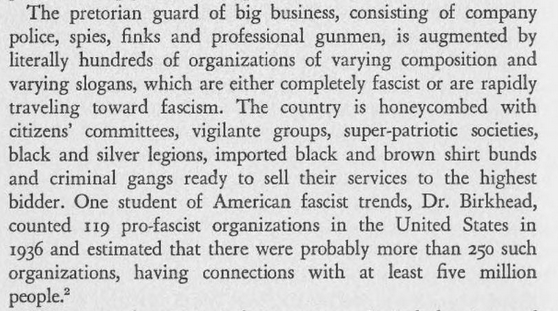 The pretorian guard of big business, consisting of company
police, spies, finks and professional gunmen, is augmented by
literally hundreds of organizations of varying composition and
varying slogans, which are either completely fascist or are rapidly
traveling toward fascism. The country is honeycombed with
citizens' committees, vigilante groups, super-patriotic societies,
black and silver legions, imported black and brown shirt bunds
and criminal gangs ready to sell their services to the highest
bidder. One student of American fascist trends, Dr. Birkhead,
counted 119 pro-fascist organizations in the United States in
1936 and estimated that there were probably more than 250 such
organizations, having connections with at least five million
people.²